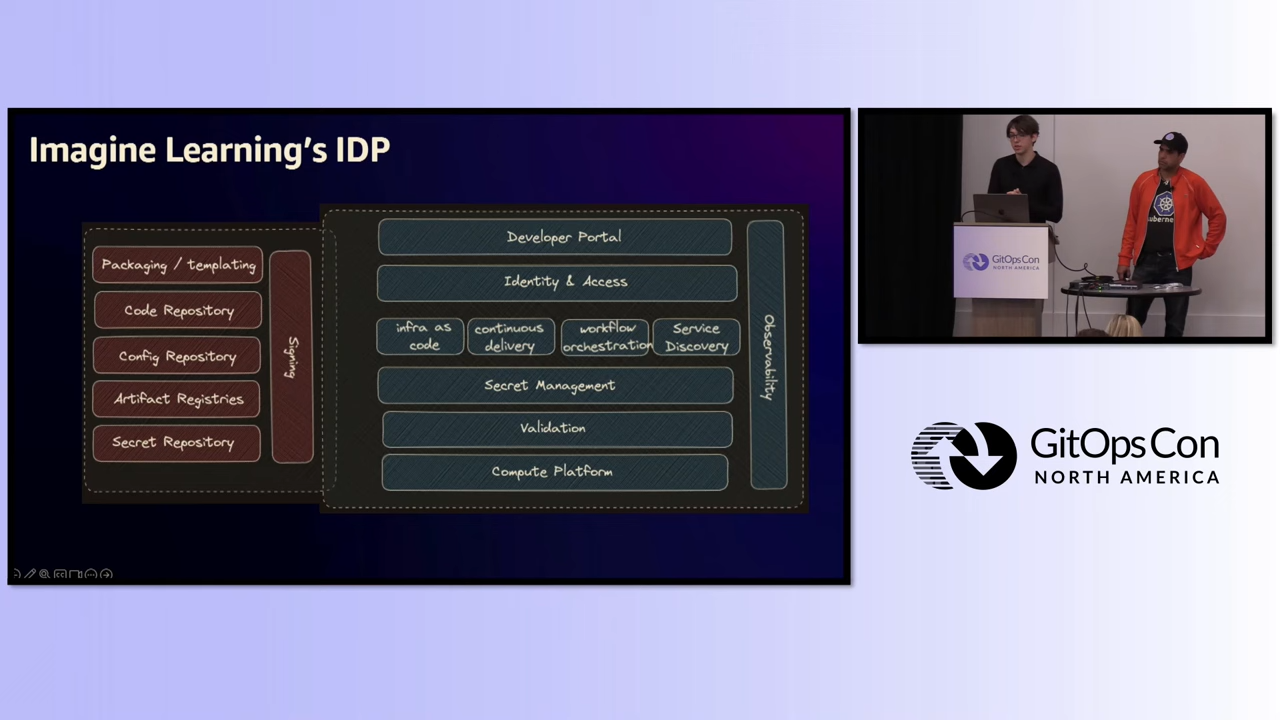 Imagine Learning's IDP
Packaging / templating
Code Repository
Config Repository
Artifact Registries
Secret Repository
Signing
Developer Portal
Identity & Access
infra as
code
continuous
delivery
workflow
orchestration
Service
Discovery
Secret Management
Validation
Compute Platform
Observability
GitOpsCon
NORTH AMERICA
GitOpsCon
NORTH AMERICA